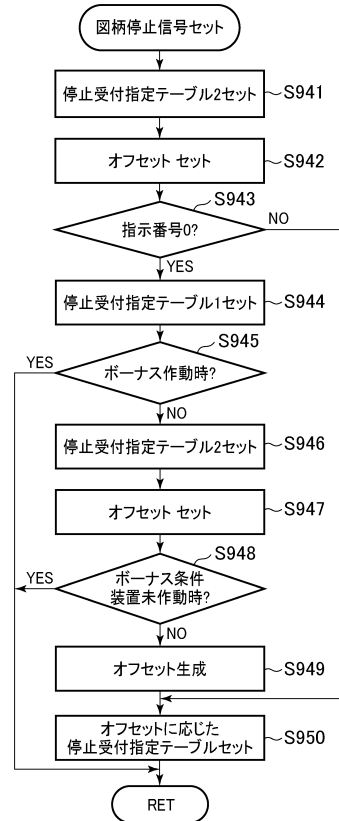 図柄停止信号セット
停止受付指定テーブル2セット
S941
オフセット セット
S942
S943
指示番号0?
NO
YES
停止受付指定テーブル1セット
S944
S945
YES
ボーナス作動時?
NO
停止受付指定テーブル2セット
S946
オフセット セット
S947
S948
YES
ボーナス条件
装置未作動時?
NO
オフセット生成
S949
オフセットに応じた
停止受付指定テーブルセット
S950
RET